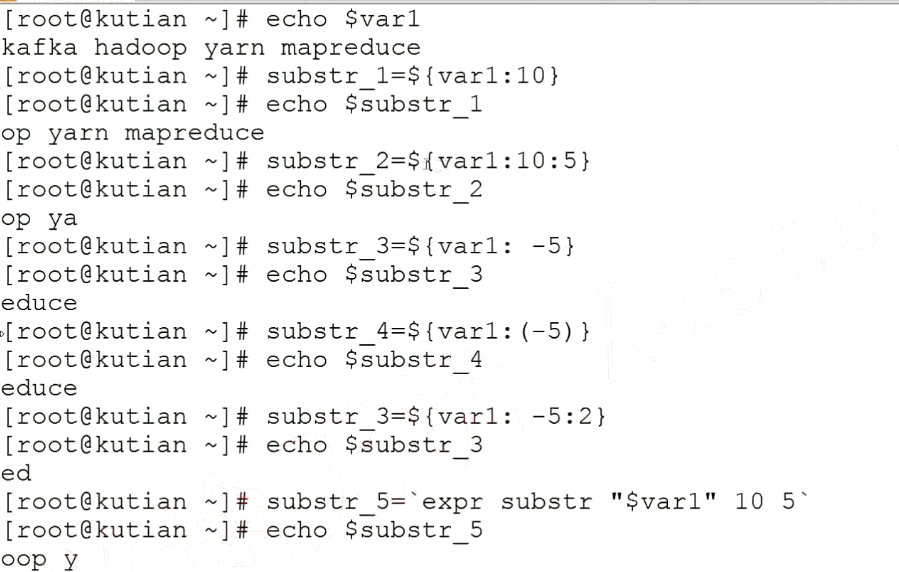 [root@kutian ~]# echo $var1
kafka hadoop yarn mapreduce
[root@kutian ~]# substr_1=${var1:10}
[root@kutian ~]# echo $substr_1
op yarn mapreduce
[root@kutian ~]# substr_2=${var1:10:5}
[root@kutian ~]# echo $substr_2
op ya
[root@kutian ~]# substr_3=${var1: -5}
[root@kutian ~]# echo $substr_3
educe
[root@kutian ~]# substr_4=${var1:(-5)}
[root@kutian ~]# echo $substr_4
educe
[root@kutian ~]# substr_3=${var1: -5:2}
[root@kutian ~]# echo $substr_3
ed
[root@kutian ~]# substr_5=`expr substr "$var1" 10 5`
[root@kutian ~]# echo $substr_5
oop y